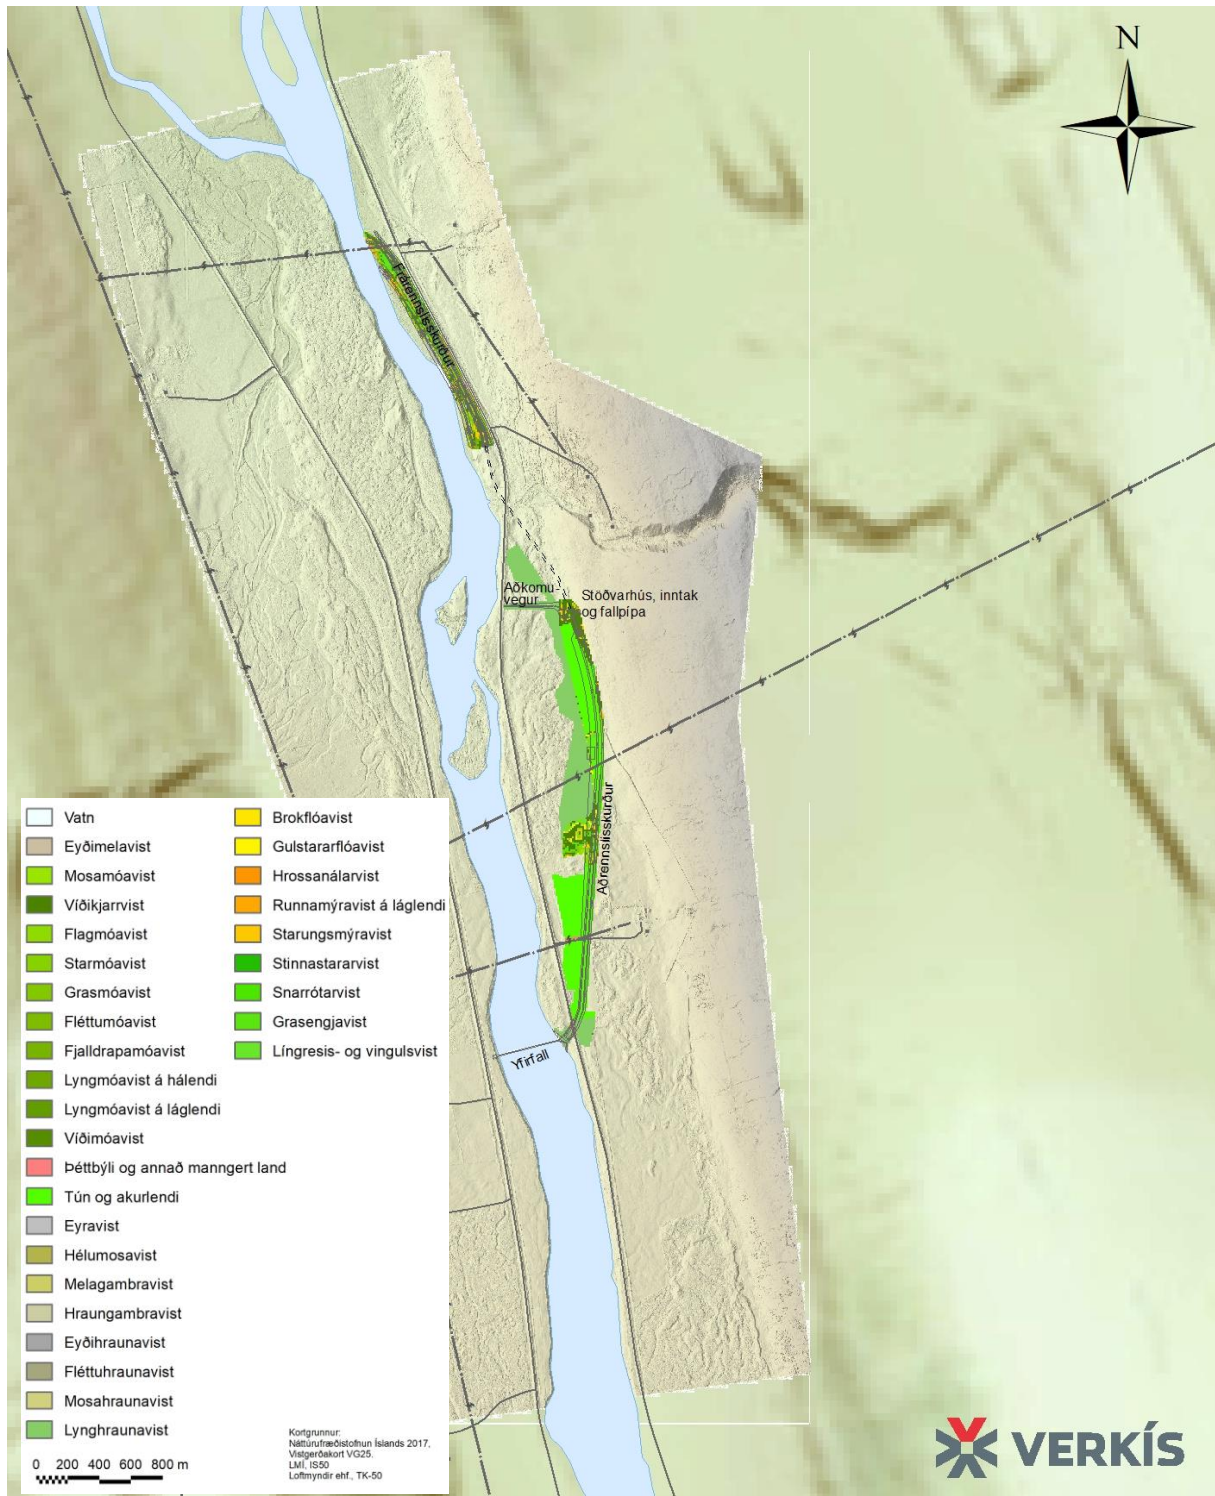 N
Frárennslisskurður
Aðkomu-
vegur
Stöðvarhús, inntak
og fallpípa
Aðrennslisskurður
Yfirfall
Vatn
Eyðimelavist
Mosamóavist
Víðikjarrvist
Flagmóavist
Starmóavist
Grasmóavist
Fléttumóavist
Fjalldrapamóavist
Lyngmóavist á hálendi
Lyngmóavist á láglendi
Víðimóavist
Þéttbýli og annað manngert land
Tún og akurlendi
Eyravist
Hélumosavist
Melagambravist
Hraungambravist
Eyðihraunavist
Fléttuhraunavist
Mosahraunavist
Lynghraunavist
Brokflóavist
Gulstararflóavist
Hrossanálarvist
Runnamýravist á láglendi
Starungsmýravist
Stinnastararvist
Snarrótarvist
Grasengjavist
Língresis- og vingulsvist
0 200 400 600 800 m
Kortgrunnur:
Náttúrufræðistofnun Íslands 2017,
Vistgerðakort VG25.
LMÍ, IS50
Loftmyndir ehf., TK-50
VERKÍS